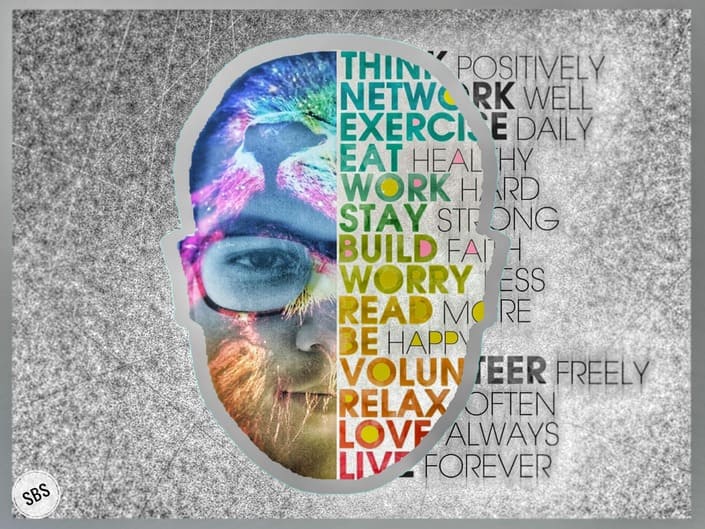 THINK POSITIVELY
NETWORK WELL
EXERCISE DAILY
EAT HEALTHY
WORK HARD
STAY STRONG
BUILD FAITH
WORRY LESS
READ MORE
BE HAPPY
VOLUNTEER FREELY
RELAX OFTEN
LOVE ALWAYS
LIVE FOREVER
SBS